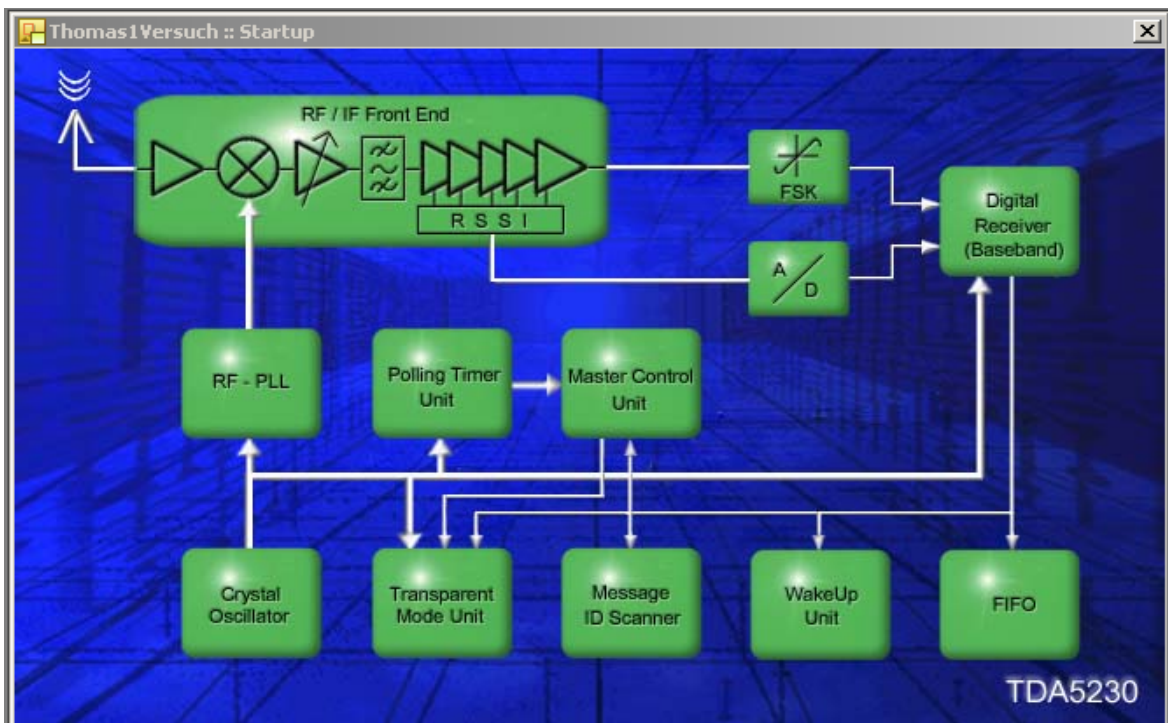 Thomas1Versuch :: Startup
RF / IF Front End
R S S I
FSK
A
D
Digital
Receiver
(Baseband)
RF - PLL
Polling Timer
Unit
Master Control
Unit
Crystal
Oscillator
Transparent
Mode Unit
Message
ID Scanner
WakeUp
Unit
FIFO
TDA5230